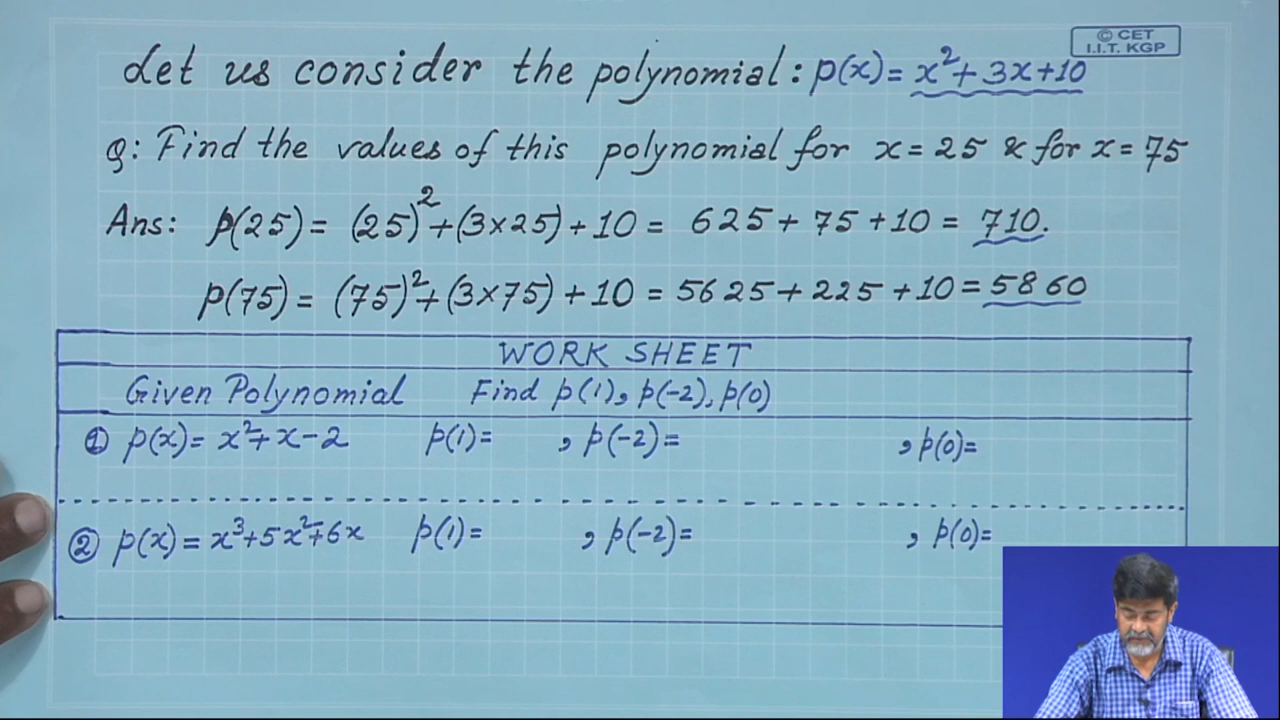 © CET
I.I.T. KGP
Let us consider the polynomial: p(x) = x²+ 3x+10
Q: Find the values of this polynomial for x = 25 & for x = 75
Ans: p(25) = (25)²+(3×25)+10 = 625+ 75 +10 = 710.
p(75) = (75)²+(3×75) +10 = 5625+225 +10 = 5860
WORK SHEET
Given Polynomial Find p(1), p(-2), p(0)
① p(x)= x²+x-2 p(1)= , p(-2)= , p(0)=
② p(x)= x³+5x²+6x p(1)= , p(-2)= , p(0)=